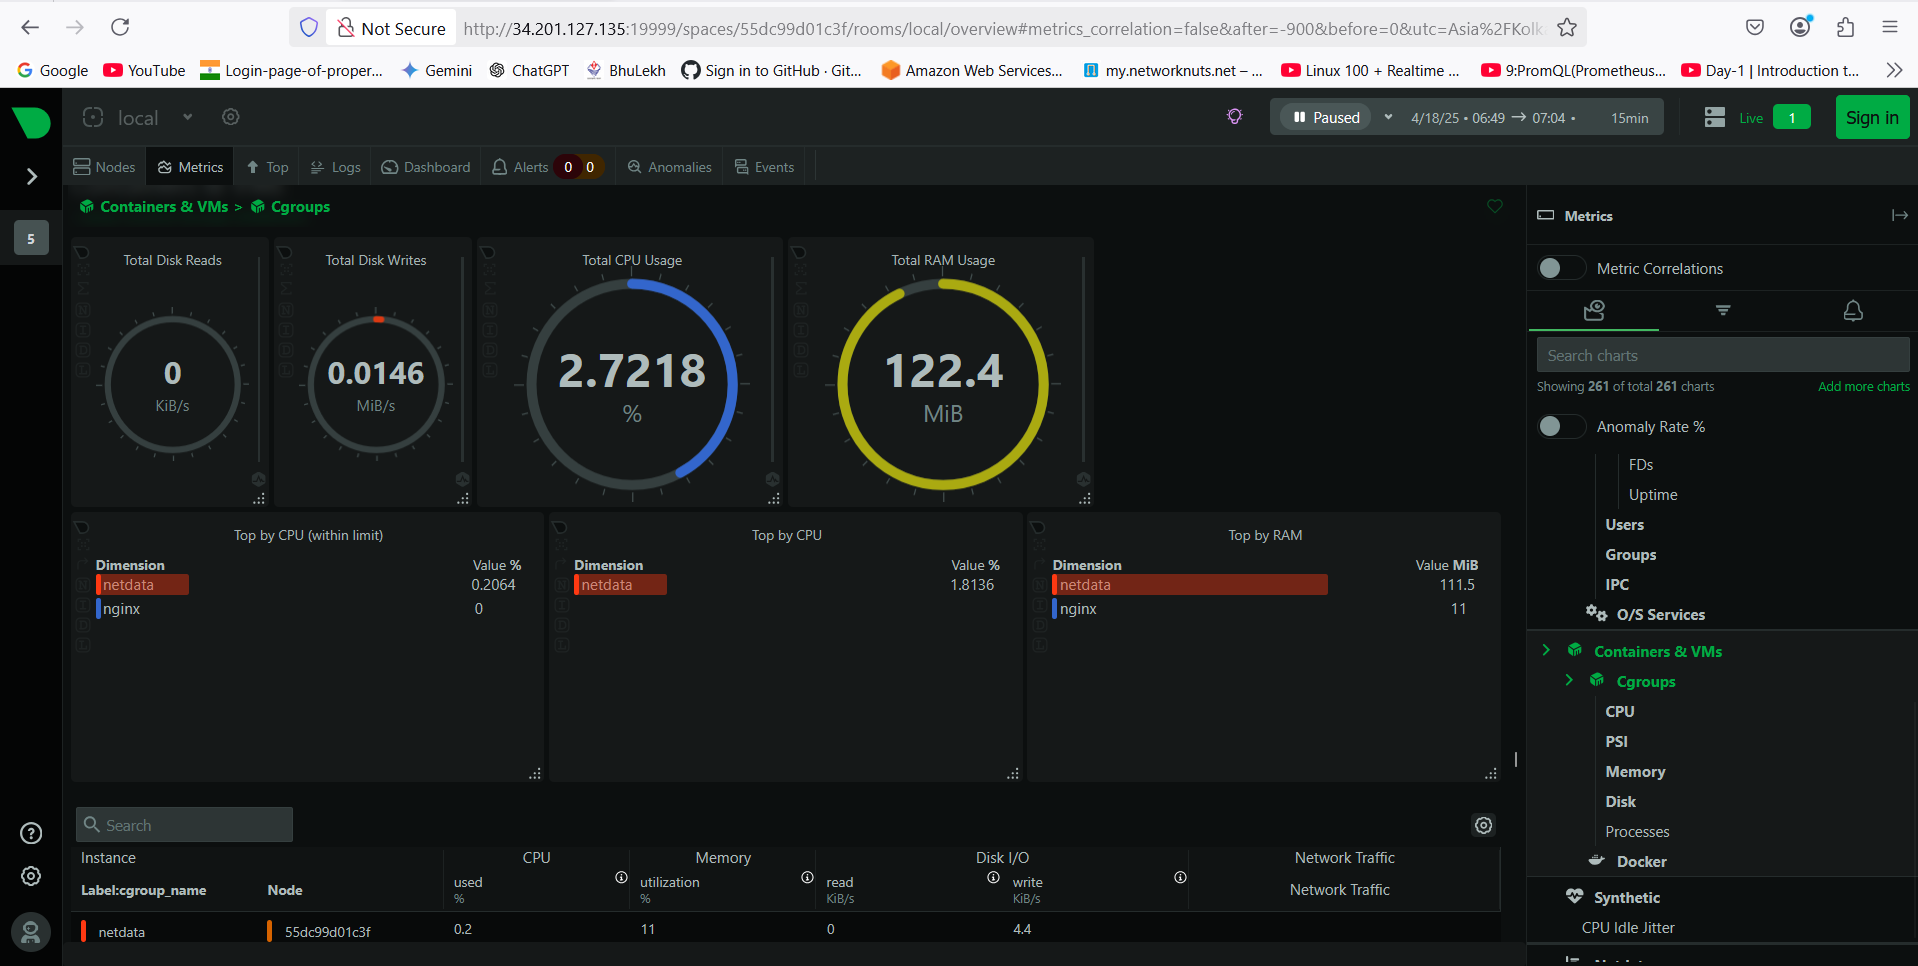 Not Secure
http://34.201.127.135:19999/spaces/55dc99d01c3f/rooms/local/overview#metrics_correlation=false&after=-900&before=0&utc=Asia%2FKolk
Google YouTube Login-page-of-proper... Gemini ChatGPT BhuLekh Sign in to GitHub · Git... Amazon Web Services... my.networknuts.net – ... Linux 100 + Realtime ... 9:PromQL(Prometheus... Day-1 | Introduction t...
local
Paused 4/18/25 • 06:49 → 07:04 • 15min
Live 1
Sign in
Nodes Metrics Top Logs Dashboard Alerts 0 0 Anomalies Events
5
Containers & VMs > Cgroups
Total Disk Reads
0
KiB/s
Total Disk Writes
0.0146
MiB/s
Total CPU Usage
2.7218
%
Total RAM Usage
122.4
MiB
Top by CPU (within limit)
Dimension Value %
netdata 0.2064
nginx 0
Top by CPU
Dimension Value %
netdata 1.8136
Top by RAM
Dimension Value MiB
netdata 111.5
nginx 11
Search
Instance CPU Memory Disk I/O Network Traffic
Label:cgroup_name Node used % utilization % read KiB/s write KiB/s Network Traffic
netdata 55dc99d01c3f 0.2 11 0 4.4
Metrics
Metric Correlations
Search charts
Showing 261 of total 261 charts Add more charts
Anomaly Rate %
FDs
Uptime
Users
Groups
IPC
O/S Services
Containers & VMs
Cgroups
CPU
PSI
Memory
Disk
Processes
Docker
Synthetic
CPU Idle Jitter